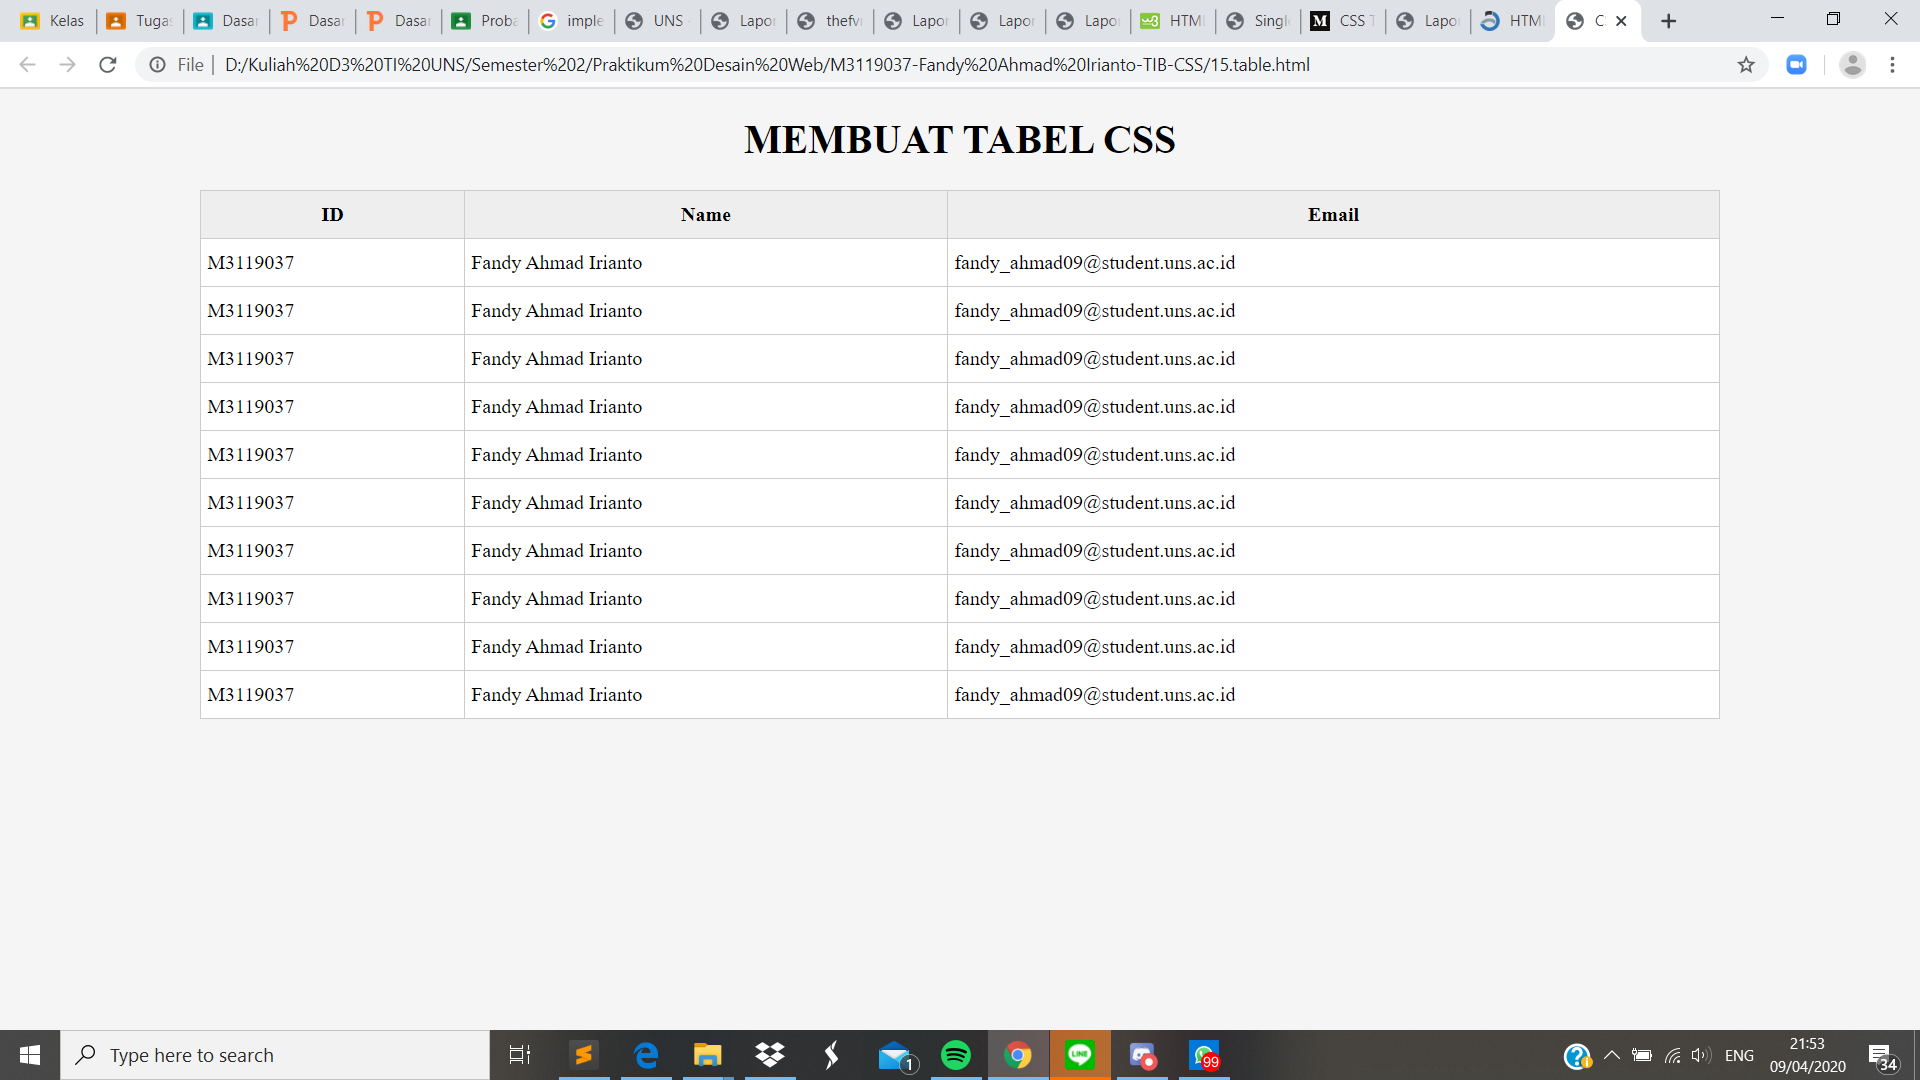 Kelas Tugas Dasar Dasar Dasar Proba imple UNS - Lapor thefvr Lapor Lapor Lapor HTML Singl CSS T Lapor HTML C
File D:/Kuliah%20D3%20TI%20UNS/Semester%202/Praktikum%20Desain%20Web/M3119037-Fandy%20Ahmad%20Irianto-TIB-CSS/15.table.html
MEMBUAT TABEL CSS
ID Name Email
M3119037 Fandy Ahmad Irianto fandy_ahmad09@student.uns.ac.id
M3119037 Fandy Ahmad Irianto fandy_ahmad09@student.uns.ac.id
M3119037 Fandy Ahmad Irianto fandy_ahmad09@student.uns.ac.id
M3119037 Fandy Ahmad Irianto fandy_ahmad09@student.uns.ac.id
M3119037 Fandy Ahmad Irianto fandy_ahmad09@student.uns.ac.id
M3119037 Fandy Ahmad Irianto fandy_ahmad09@student.uns.ac.id
M3119037 Fandy Ahmad Irianto fandy_ahmad09@student.uns.ac.id
M3119037 Fandy Ahmad Irianto fandy_ahmad09@student.uns.ac.id
M3119037 Fandy Ahmad Irianto fandy_ahmad09@student.uns.ac.id
M3119037 Fandy Ahmad Irianto fandy_ahmad09@student.uns.ac.id
Type here to search 1 LINE 99 ENG 21:53
09/04/2020 34